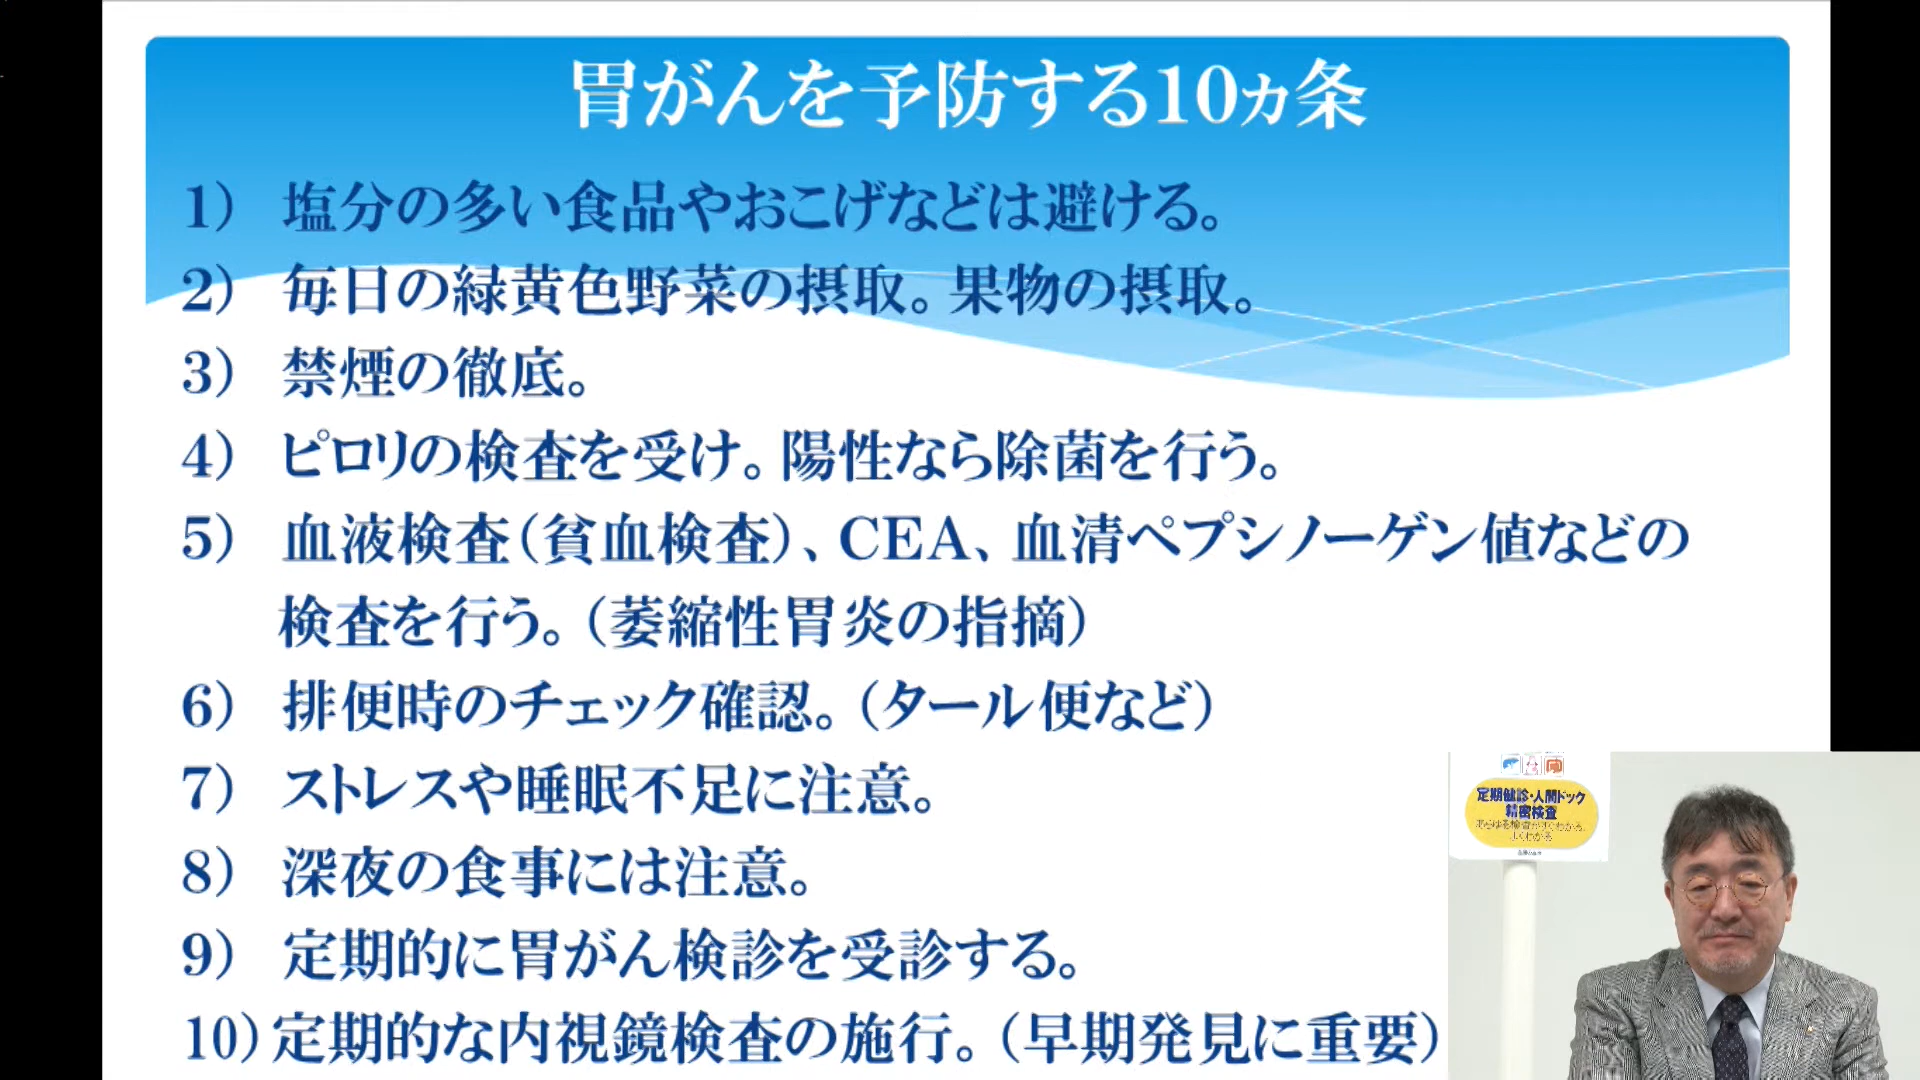 胃がんを予防する10ヵ条
1） 塩分の多い食品やおこげなどは避ける。
2） 毎日の緑黄色野菜の摂取。果物の摂取。
3） 禁煙の徹底。
4） ピロリの検査を受け。陽性なら除菌を行う。
5） 血液検査（貧血検査）、CEA、血清ペプシノーゲン値などの
検査を行う。（萎縮性胃炎の指摘）
6） 排便時のチェック確認。（タール便など）
7） ストレスや睡眠不足に注意。
8） 深夜の食事には注意。
9） 定期的に胃がん検診を受診する。
10）定期的な内視鏡検査の施行。（早期発見に重要）
定期健診・人間ドック
精密検査